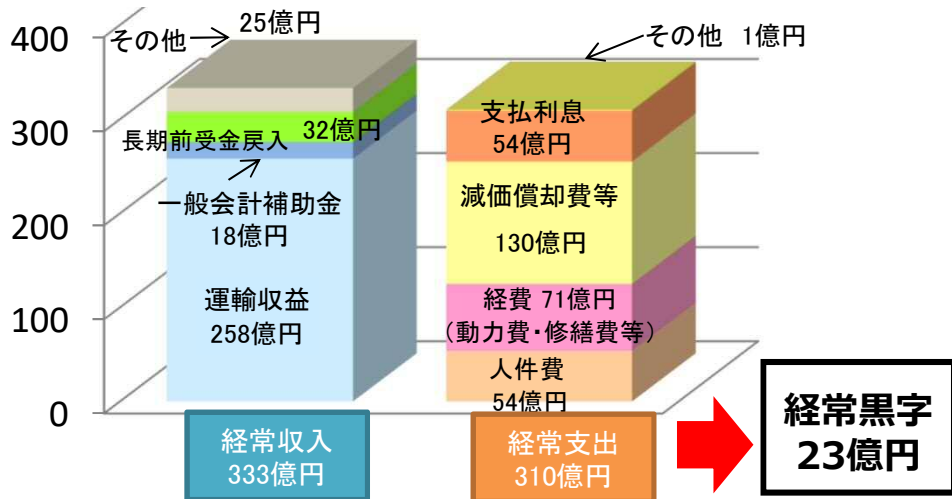 400
300
200
100
0
その他
25億円
長期前受金戻入
32億円
一般会計補助金
18億円
運輸収益
258億円
その他 1億円
支払利息
54億円
減価償却費等
130億円
経費 71億円
(動力費・修繕費等)
人件費
54億円
経常収入
333億円
経常支出
310億円
経常黒字
23億円